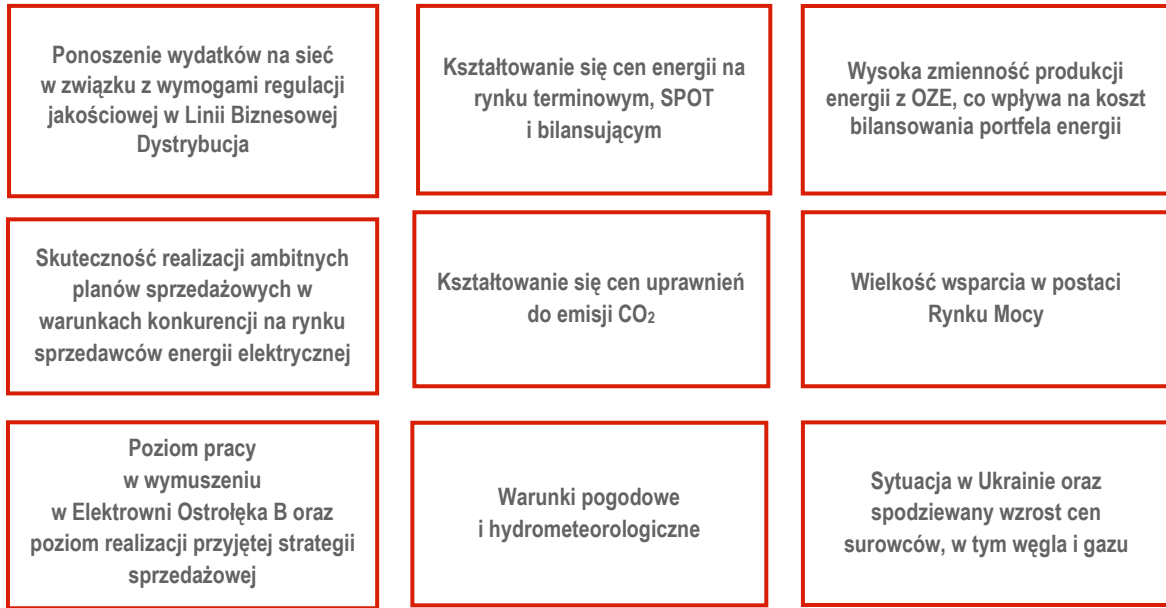 Ponoszenie wydatków na sieć
w związku z wymogami regulacji
jakościowej w Linii Biznesowej
Dystrybucja
Kształtowanie się cen energii na
rynku terminowym, SPOT
i bilansującym
Wysoka zmienność produkcji
energii z OZE, co wpływa na koszt
bilansowania portfela energii
Skuteczność realizacji ambitnych
planów sprzedażowych w
warunkach konkurencji na rynku
sprzedawców energii elektrycznej
Kształtowanie się cen uprawnień
do emisji CO₂
Wielkość wsparcia w postaci
Rynku Mocy
Poziom pracy
w wymuszeniu
w Elektrowni Ostrołęka B oraz
poziom realizacji przyjętej strategii
sprzedażowej
Warunki pogodowe
i hydrometeorologiczne
Sytuacja w Ukrainie oraz
spodziewany wzrost cen
surowców, w tym węgla i gazu